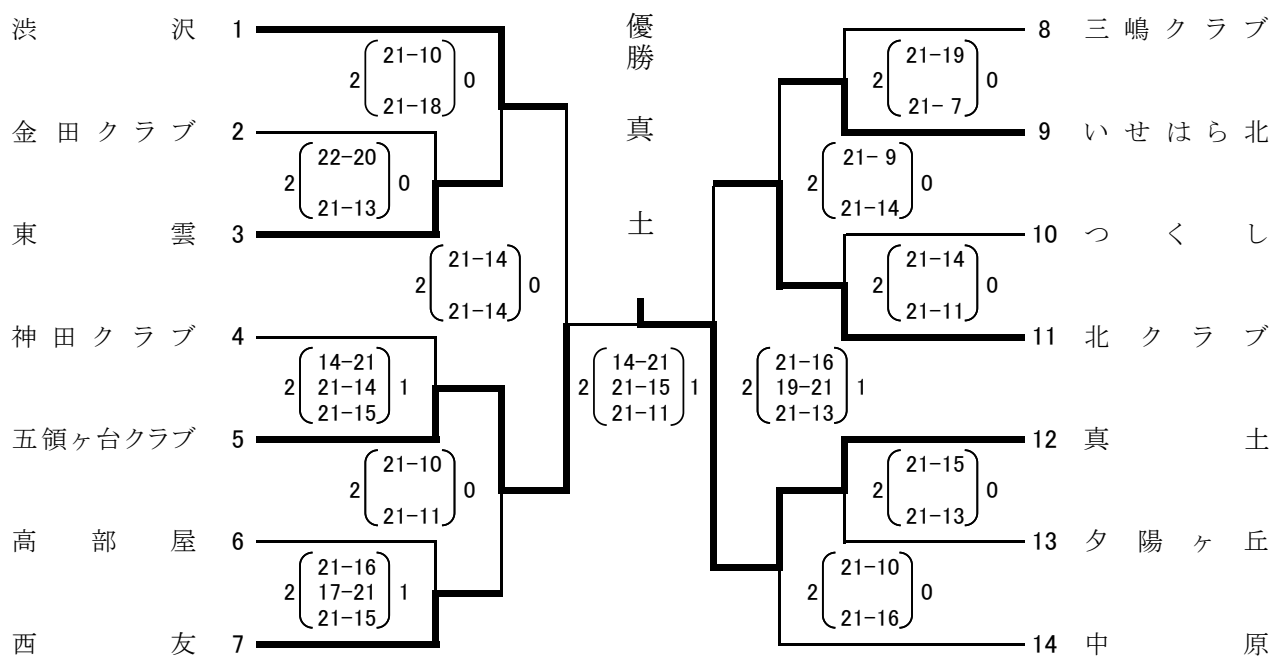 渋沢 1
2 21-10 0
21-18
金田クラブ 2
2 22-20 0
21-13
東雲 3
2 21-14 0
21-14
神田クラブ 4
14-21
2 21-14 1
21-15
五領ヶ台クラブ 5
2 21-10 0
21-11
高部屋 6
21-16
2 17-21 1
21-15
西友 7
優勝
真土
14-21
2 21-15 1
21-11
8 三嶋クラブ
2 21-19 0
21- 7
9 いせはら北
2 21- 9 0
21-14
10 つくし
2 21-14 0
21-11
11 北クラブ
21-16
2 19-21 1
21-13
12 真土
2 21-15 0
21-13
13 夕陽ヶ丘
2 21-10 0
21-16
14 中原